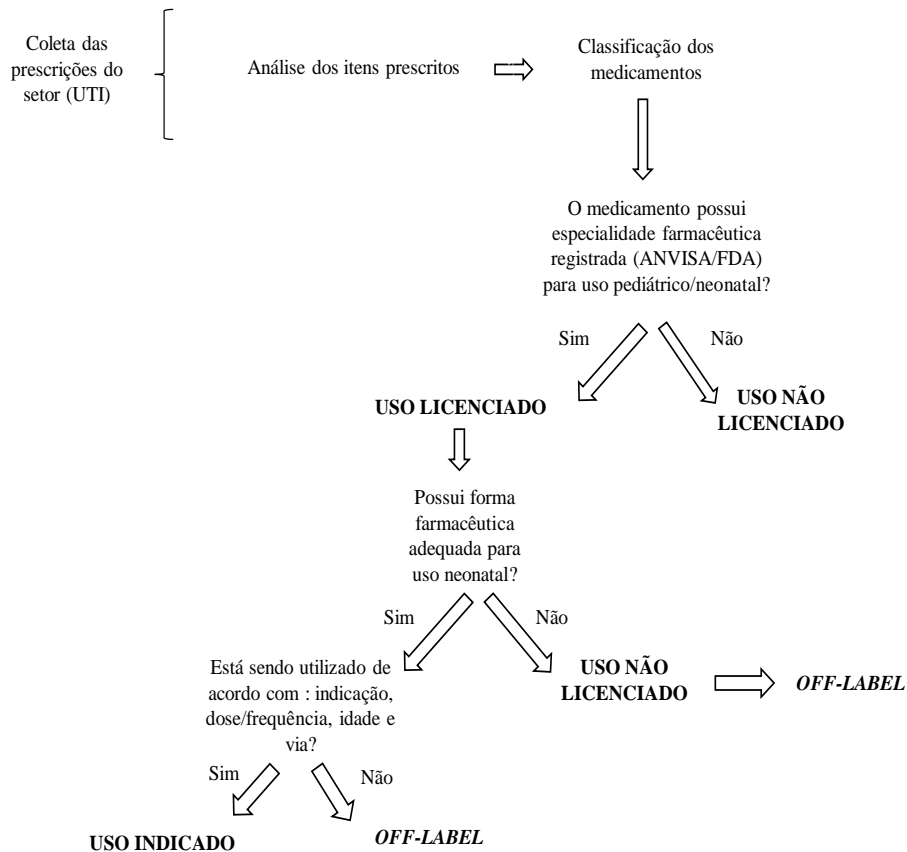 Coleta das
prescrições do
setor (UTI)
Análise dos itens prescritos
Classificação dos
medicamentos
O medicamento possui
especialidade farmacêutica
registrada (ANVISA/FDA)
para uso pediátrico/neonatal?
Sim
Não
USO LICENCIADO
USO NÃO
LICENCIADO
Possui forma
farmacêutica
adequada para
uso neonatal?
Sim
Não
Está sendo utilizado de
acordo com : indicação,
dose/frequência, idade e
via?
USO NÃO
LICENCIADO
OFF-LABEL
Sim
Não
USO INDICADO
OFF-LABEL